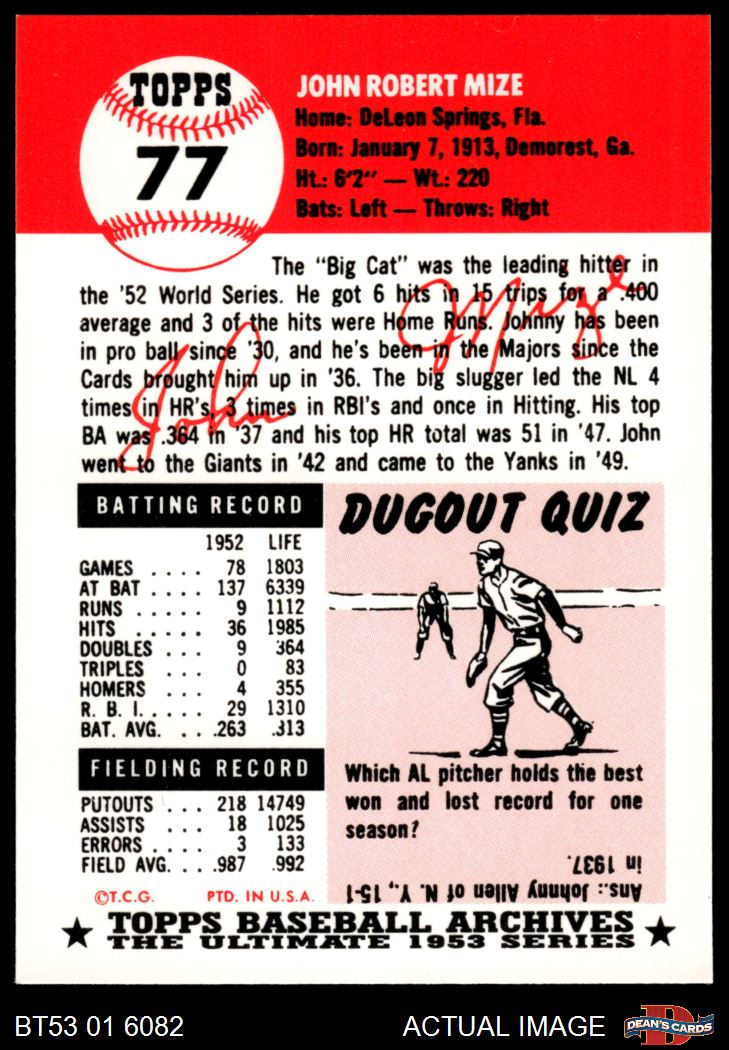 TOPPS
77
JOHN ROBERT MIZE
Home: DeLeon Springs, Fla.
Born: January 7, 1913, Demorest, Ga.
Ht.: 6'2" — Wt.: 220
Bats: Left — Throws: Right
The "Big Cat" was the leading hitter in
the '52 World Series. He got 6 hits in 15 trips for a .400
average and 3 of the hits were Home Runs. Johnny has been
in pro ball since '30, and he's been in the Majors since the
Cards brought him up in '36. The big slugger led the NL 4
times in HR's, 3 times in RBI's and once in Hitting. His top
BA was .364 in '37 and his top HR total was 51 in '47. John
went to the Giants in '42 and came to the Yanks in '49.
John Mize
BATTING RECORD
1952 LIFE
GAMES .... 78 1803
AT BAT .... 137 6339
RUNS .... 9 1112
HITS ..... 36 1985
DOUBLES ... 9 364
TRIPLES ... 0 83
HOMERS ... 4 355
R. B. I. .... 29 1310
BAT. AVG. ... .263 .313
FIELDING RECORD
PUTOUTS ... 218 14749
ASSISTS ... 18 1025
ERRORS ... 3 133
FIELD AVG. ... .987 .992
©T.C.G. PTD. IN U.S.A.
DUGOUT QUIZ
Which AL pitcher holds the best
won and lost record for one
season?
Ans.: Johnny Allen of N. Y., 15-1
in 1937.
★ TOPPS BASEBALL ARCHIVES ★
THE ULTIMATE 1953 SERIES
BT53 01 6082
ACTUAL IMAGE
DEAN'S CARDS